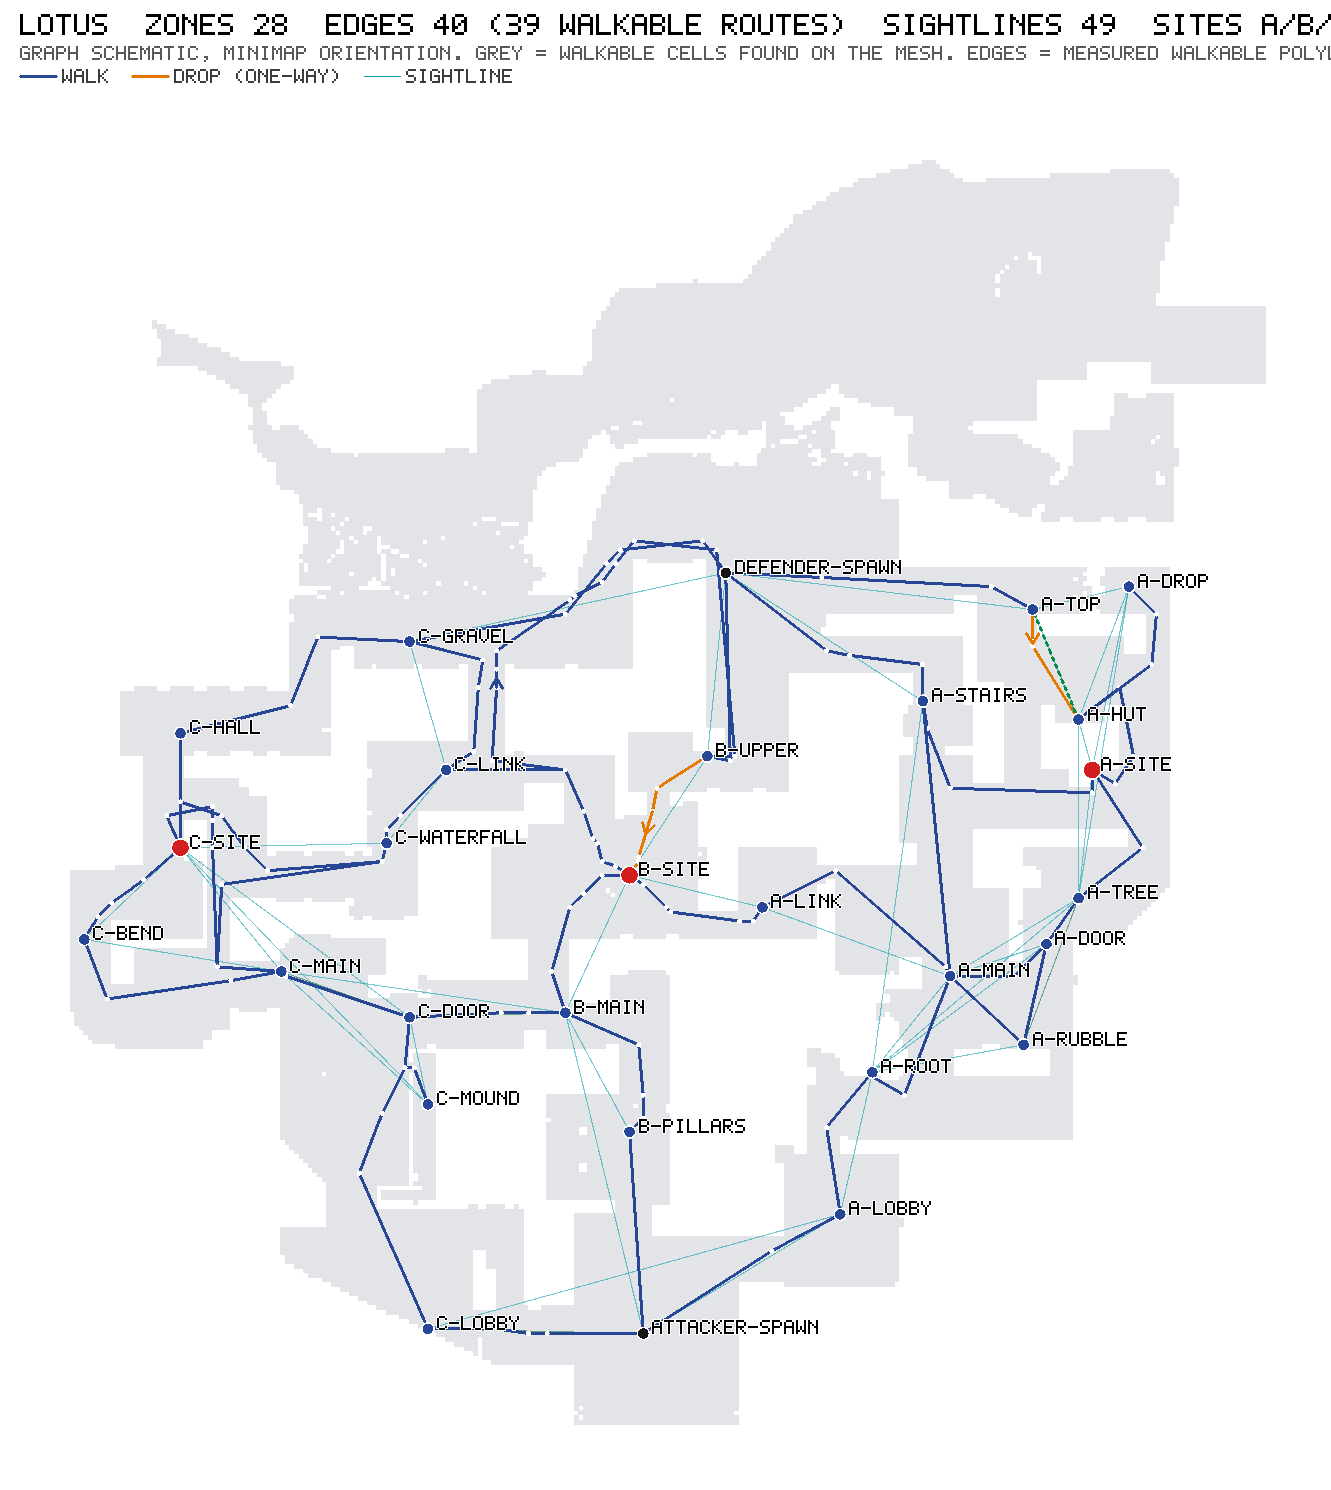 LOTUS ZONES 28 EDGES 40 (39 WALKABLE ROUTES) SIGHTLINES 49 SITES A/B/
GRAPH SCHEMATIC, MINIMAP ORIENTATION. GREY = WALKABLE CELLS FOUND ON THE MESH. EDGES = MEASURED WALKABLE POLYL
WALK DROP (ONE-WAY) SIGHTLINE
DEFENDER-SPAWN
A-DROP
A-TOP
C-GRAVEL
A-STAIRS
A-HUT
C-HALL
B-UPPER
C-LINK
A-SITE
C-WATERFALL
C-SITE
B-SITE
A-TREE
A-LINK
C-BEND
A-DOOR
C-MAIN
A-MAIN
C-DOOR
B-MAIN
A-RUBBLE
A-ROOT
C-MOUND
B-PILLARS
A-LOBBY
C-LOBBY
ATTACKER-SPAWN